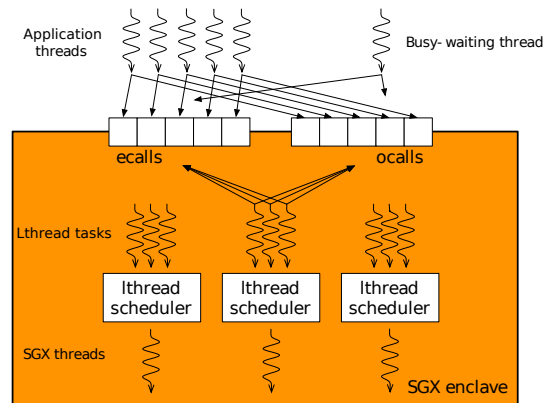 Application
threads
Busy- waiting thread
ecalls
ocalls
Lthread tasks
lthread
scheduler
lthread
scheduler
lthread
scheduler
SGX threads
SGX enclave